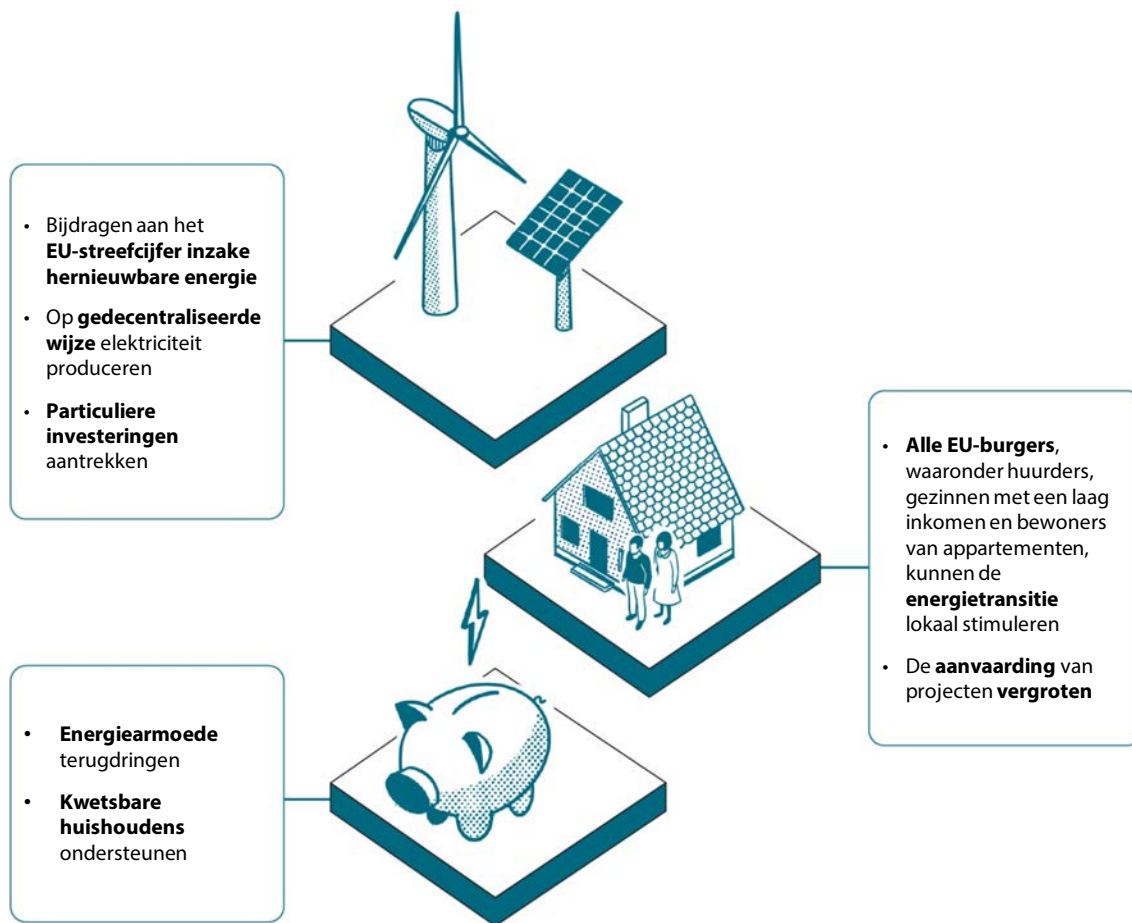 • Bijdragen aan het
EU-streefcijfer inzake
hernieuwbare energie
• Op gedecentraliseerde
wijze elektriciteit
produceren
• Particuliere
investeringen
aantrekken
• Alle EU-burgers,
waaronder huurders,
gezinnen met een laag
inkomen en bewoners
van appartementen,
kunnen de
energietransitie
lokaal stimuleren
• De aanvaarding van
projecten vergroten
• Energiearmoede
terugdringen
• Kwetsbare
huishoudens
ondersteunen